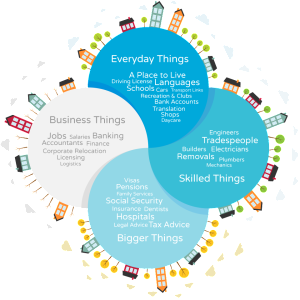 Everyday Things
A Place to Live
Driving License Languages
Schools Cars Transport Links
Recreation & Clubs
Bank Accounts
Translation
Shops
Daycare
Business Things
Jobs Salaries Banking
Accountants Finance
Corporate Relocation
Licensing
Logistics
Engineers
Tradespeople
Builders Electricians
Removals Plumbers
Mechanics
Skilled Things
Visas
Pensions
Family Services
Social Security
Insurance Dentists
Hospitals
Legal Advice Tax Advice
Bigger Things